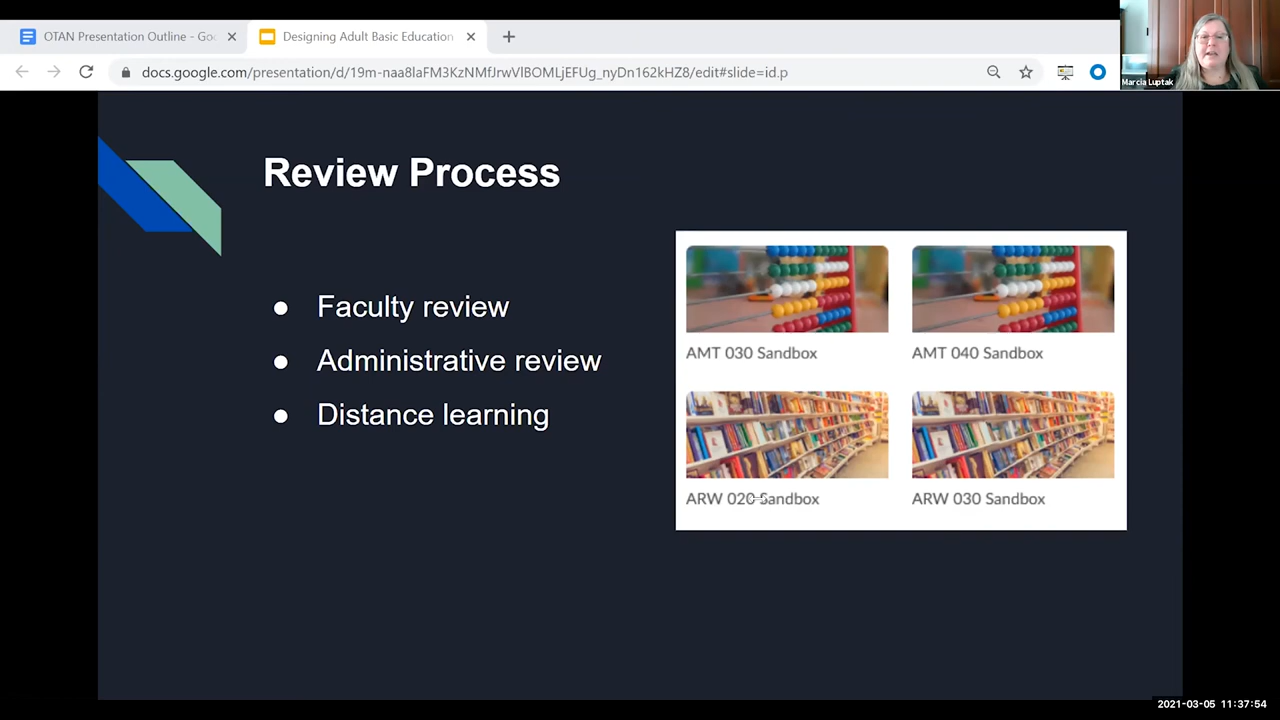 OTAN Presentation Outline - Goo
Designing Adult Basic Education
docs.google.com/presentation/d/19m-naa8laFM3KzNMfJrwVlBOMLjEFUg_nyDn162kHZ8/edit#slide=id.p
Marcia Luptak
Review Process
● Faculty review
● Administrative review
● Distance learning
AMT 030 Sandbox
AMT 040 Sandbox
ARW 020 Sandbox
ARW 030 Sandbox
2021-03-05 11:37:54